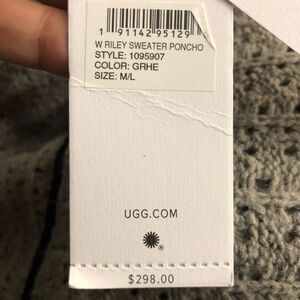 1 91142 95129
W RILEY SWEATER PONCHO
STYLE: 1095907
COLOR: GRHE
SIZE: M/L
UGG.COM
®
$298.00